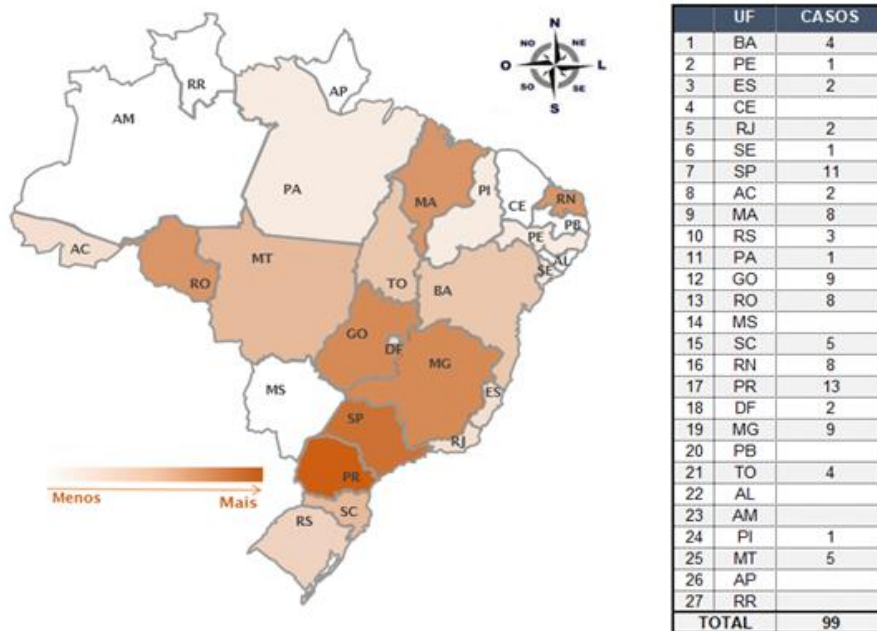 N
NO NE
O L
SO SE
S
RR
AP
AM
PA
MA
PI
CE
RN
PB
PE
AL
SE
AC
RO
MT
TO
BA
GO
DF
MG
ES
MS
SP
RJ
PR
SC
RS
Menos Mais
UF CASOS
1 BA 4
2 PE 1
3 ES 2
4 CE
5 RJ 2
6 SE 1
7 SP 11
8 AC 2
9 MA 8
10 RS 3
11 PA 1
12 GO 9
13 RO 8
14 MS
15 SC 5
16 RN 8
17 PR 13
18 DF 2
19 MG 9
20 PB
21 TO 4
22 AL
23 AM
24 PI 1
25 MT 5
26 AP
27 RR
TOTAL 99